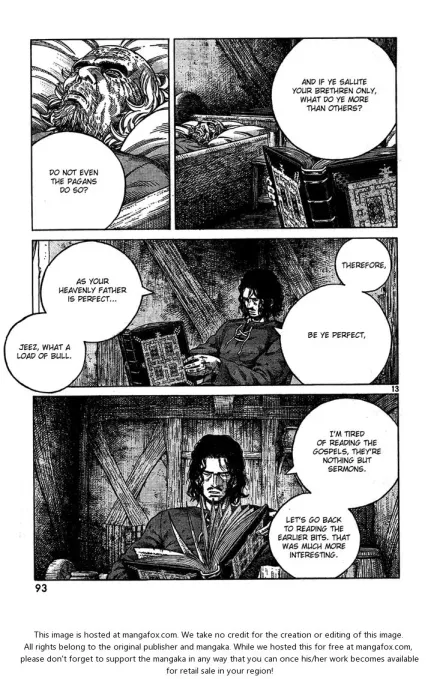 AND IF YE SALUTE
YOUR BRETHREN ONLY,
WHAT DO YE MORE
THAN OTHERS?
DO NOT EVEN
THE PAGANS
DO SO?
THEREFORE,
BE YE PERFECT,
AS YOUR
HEAVENLY FATHER
IS PERFECT...
JEEZ, WHAT A
LOAD OF BULL.
13
I'M TIRED
OF READING THE
GOSPELS, THEY'RE
NOTHING BUT
SERMONS.
LET'S GO BACK
TO READING THE
EARLIER BITS. THAT
WAS MUCH MORE
INTERESTING.
93
This image is hosted at mangafox.com. We take no credit for the creation or editing of this image.
All rights belong to the original publisher and mangaka. While we hosted this for free at mangafox.com,
please don't forget to support the mangaka in any way that you can once his/her work becomes available
for retail sale in your region!